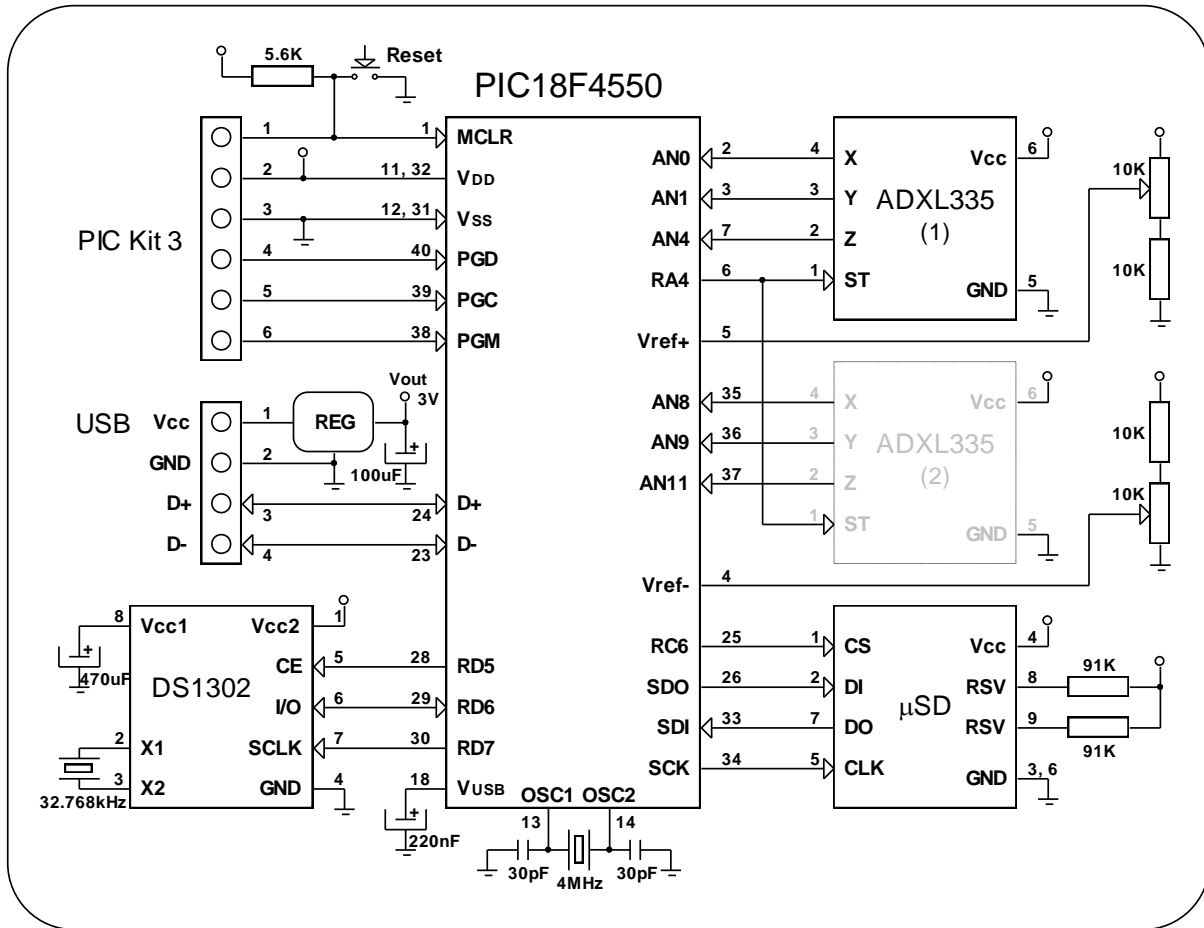 PIC18F4550
5.6K
Reset
PIC Kit 3
1
2
3
4
5
6
1
MCLR
11, 32
VDD
12, 31
VSS
40
PGD
39
PGC
38
PGM
USB
Vcc
GND
D+
D-
1
2
3
4
REG
Vout
3V
100uF
24
D+
23
D-
DS1302
8
Vcc1
470uF
2
X1
3
X2
32.768kHz
Vcc2
1
CE
5
28
RD5
I/O
6
29
RD6
SCLK
7
30
RD7
GND
4
18
VUSB
220nF
OSC1
OSC2
13
14
30pF
4MHz
30pF
AN0
2
4
X
AN1
3
3
Y
AN4
7
2
Z
RA4
6
1
ST
ADXL335
(1)
Vcc
6
GND
5
10K
10K
Vref+
5
AN8
35
4
X
AN9
36
3
Y
AN11
37
2
Z
1
ST
ADXL335
(2)
Vcc
6
GND
5
10K
10K
Vref-
4
RC6
25
1
CS
SDO
26
2
DI
SDI
33
7
DO
SCK
34
5
CLK
µSD
Vcc
4
RSV
8
91K
RSV
9
91K
GND
3, 6